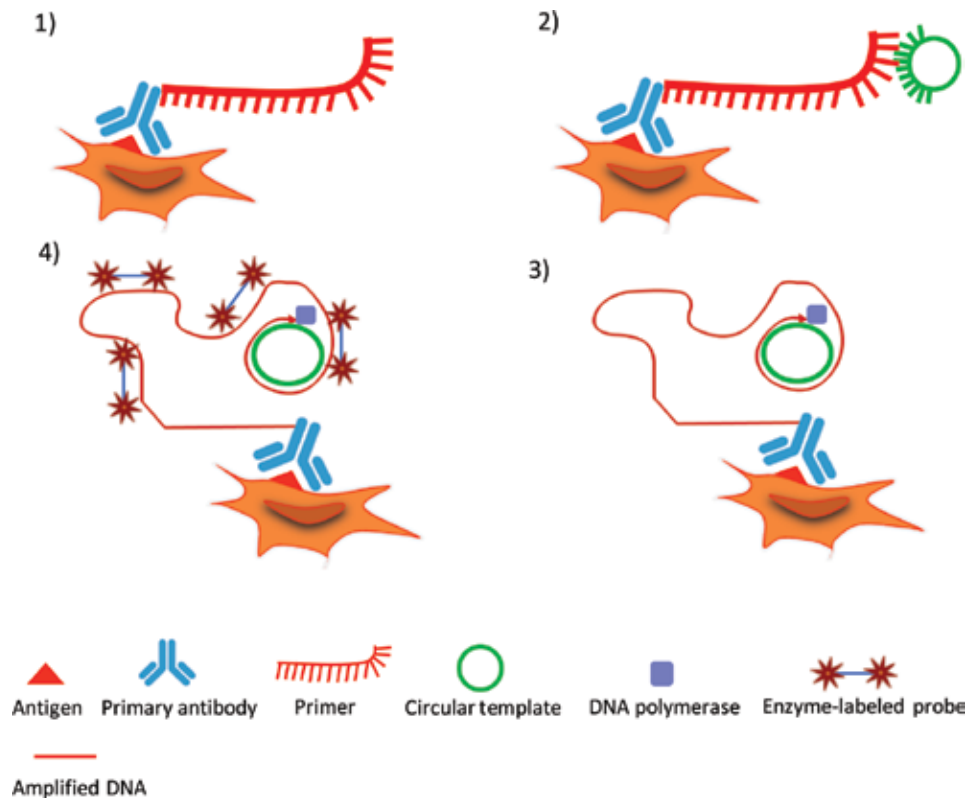 1)
2)
4)
3)
Antigen Primary antibody Primer Circular template DNA polymerase Enzyme-labeled probe
Amplified DNA